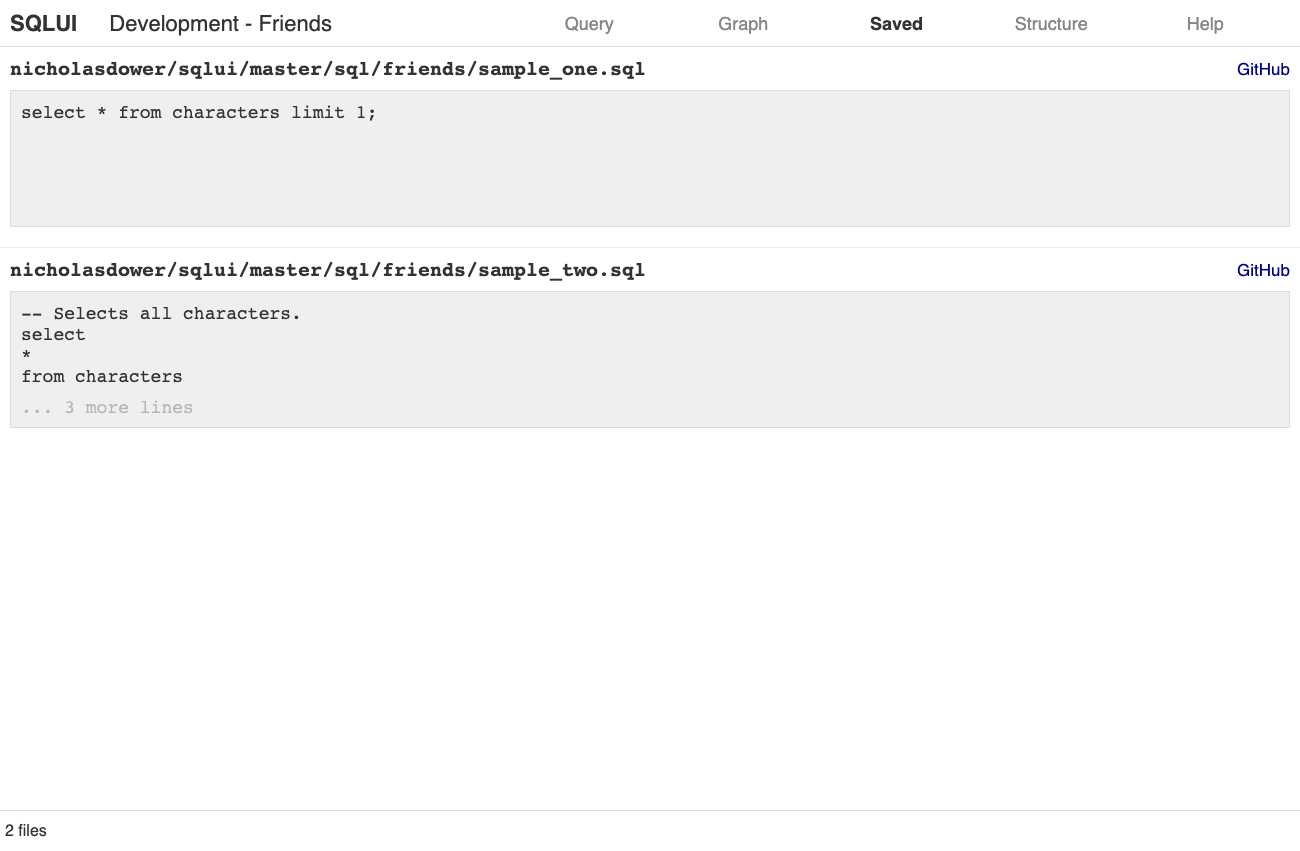 SQLUI Development - Friends Query Graph Saved Structure Help
nicholasdower/sqlui/master/sql/friends/sample_one.sql GitHub
select * from characters limit 1;
nicholasdower/sqlui/master/sql/friends/sample_two.sql GitHub
-- Selects all characters.
select
*
from characters
... 3 more lines
2 files